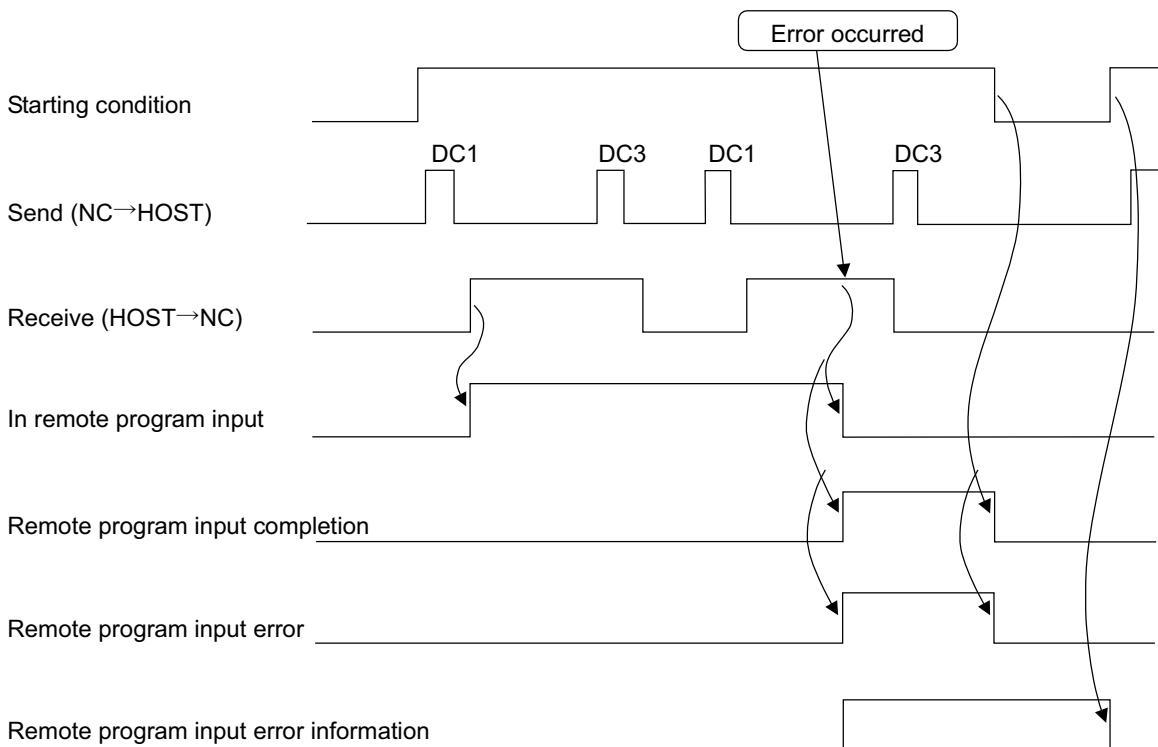 Error occurred
Starting condition
DC1 DC3 DC1 DC3
Send (NC→HOST)
Receive (HOST→NC)
In remote program input
Remote program input completion
Remote program input error
Remote program input error information